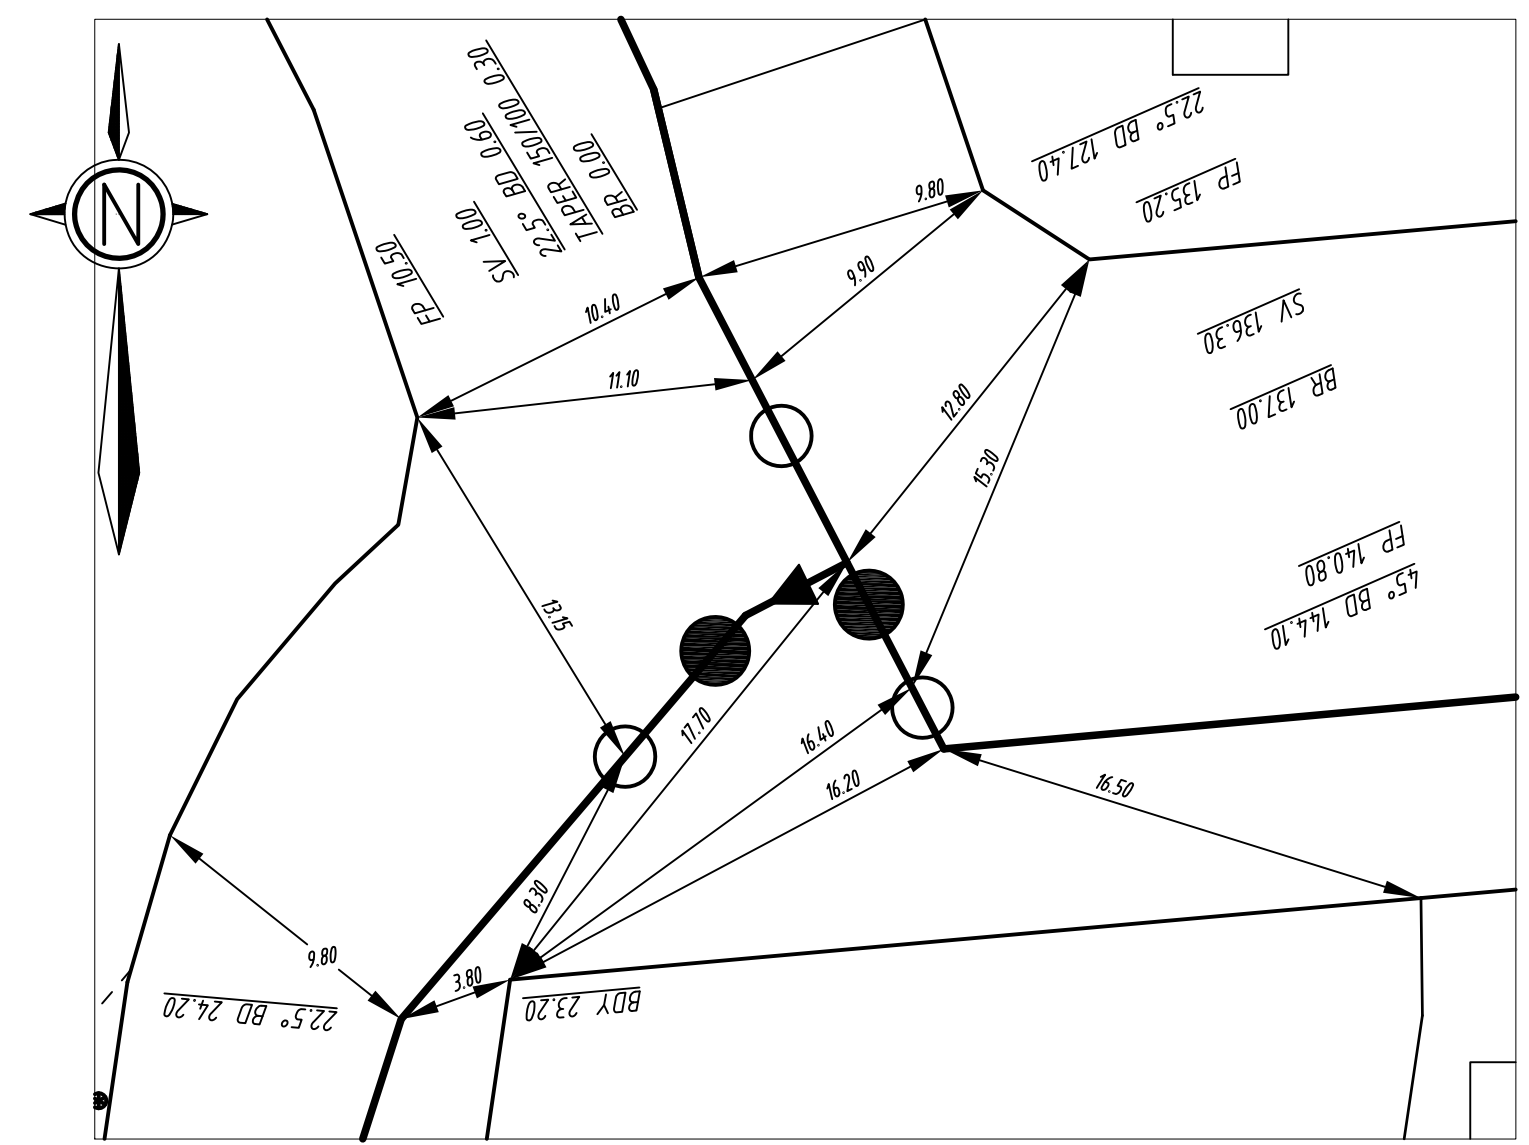 N
FP 10.50
SV 1.00
22.5° BD 0.60
TAPER 150/100 0.30
BR 0.00
22.5° BD 127.40
FP 135.20
SV 136.30
BR 137.00
FP 140.80
45° BD 144.10
9.80
9.90
10.40
11.10
12.80
15.30
13.15
17.70
16.40
16.20
16.50
8.30
9.80
3.80
22.5° BD 24.20
BDY 23.20